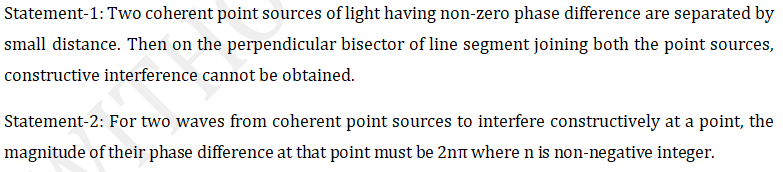 Statement-1: Two coherent point sources of light having non-zero phase difference are separated by
small distance. Then on the perpendicular bisector of line segment joining both the point sources,
constructive interference cannot be obtained.
Statement-2: For two waves from coherent point sources to interfere constructively at a point, the
magnitude of their phase difference at that point must be 2nπ where n is non-negative integer.